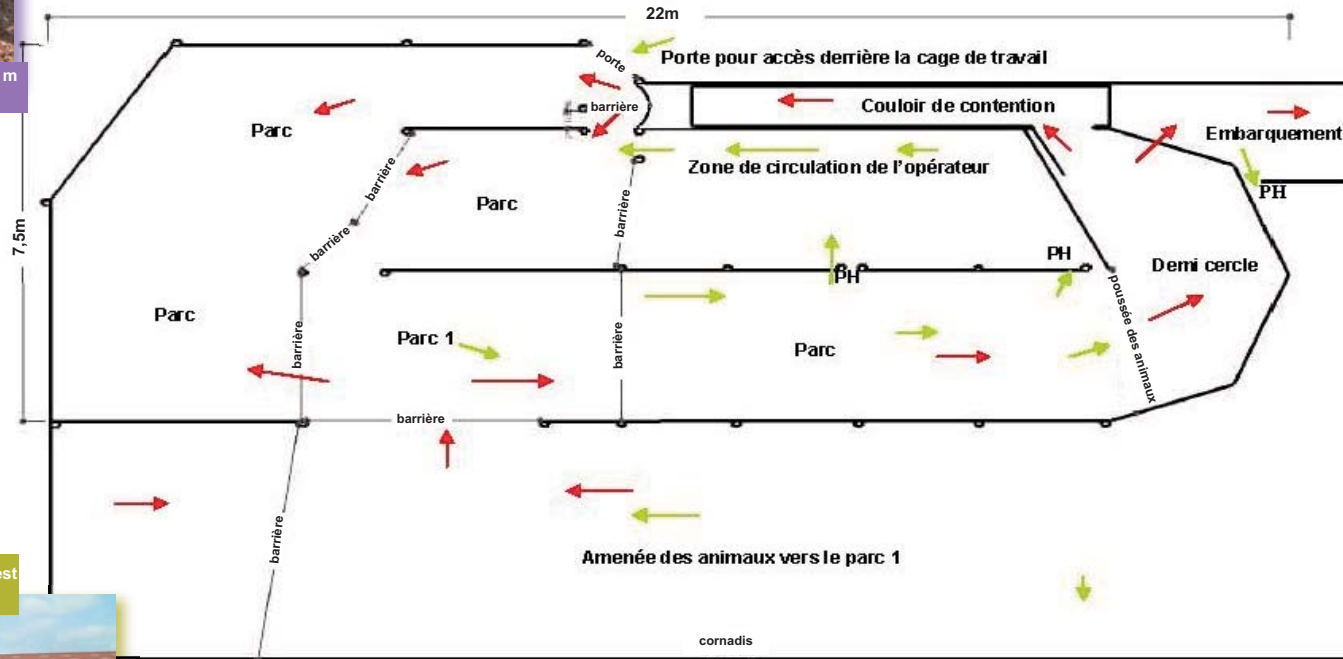 22m
m
porte
Porte pour accès derrière la cage de travail
barrière
Couloir de contention
Parc
Embarquement
Zone de circulation de l'opérateur
barrière
PH
Parc
barrière
barrière
7,5m
PH
Demi cercle
PH
poussée des animaux
Parc
barrière
Parc 1
barrière
Parc
barrière
barrière
Amenée des animaux vers le parc 1
est
cornadis